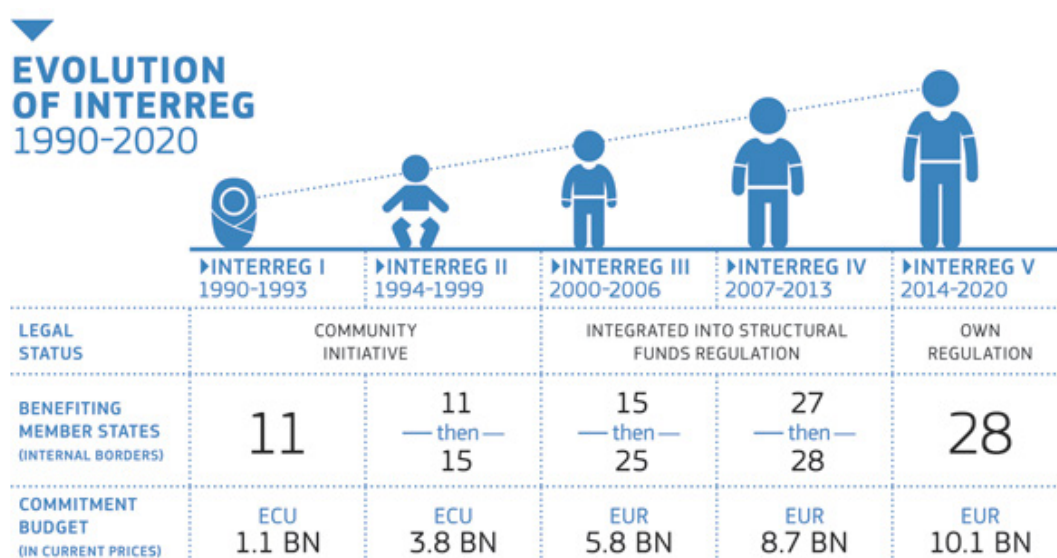 EVOLUTION
OF INTERREG
1990-2020
INTERREG I
1990-1993
INTERREG II
1994-1999
INTERREG III
2000-2006
INTERREG IV
2007-2013
INTERREG V
2014-2020
LEGAL
STATUS
COMMUNITY
INITIATIVE
INTEGRATED INTO STRUCTURAL
FUNDS REGULATION
OWN
REGULATION
BENEFITING
MEMBER STATES
(INTERNAL BORDERS)
11
11
then
15
15
then
25
27
then
28
28
COMMITMENT
BUDGET
(IN CURRENT PRICES)
ECU
1.1 BN
ECU
3.8 BN
EUR
5.8 BN
EUR
8.7 BN
EUR
10.1 BN